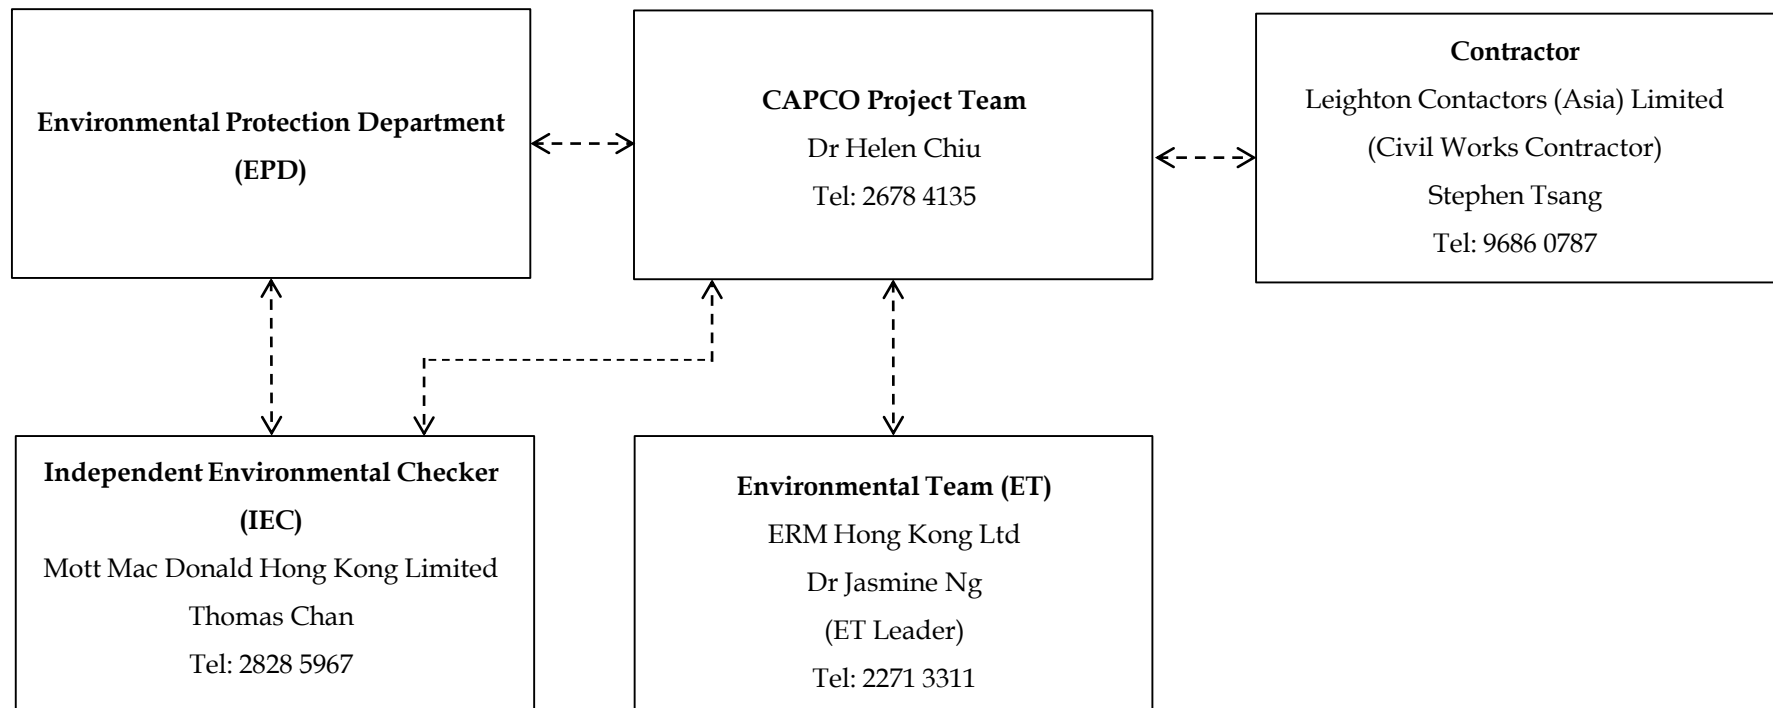 Environmental Protection Department
(EPD)
CAPCO Project Team
Dr Helen Chiu
Tel: 2678 4135
Contractor
Leighton Contactors (Asia) Limited
(Civil Works Contractor)
Stephen Tsang
Tel: 9686 0787
Independent Environmental Checker
(IEC)
Mott Mac Donald Hong Kong Limited
Thomas Chan
Tel: 2828 5967
Environmental Team (ET)
ERM Hong Kong Ltd
Dr Jasmine Ng
(ET Leader)
Tel: 2271 3311